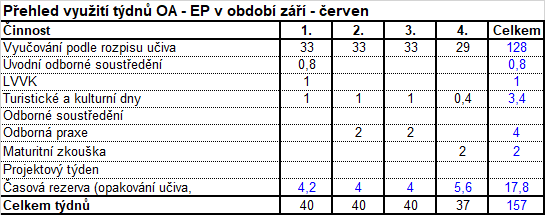 Přehled využití týdnů OA - EP v období září - červen
Činnost 1. 2. 3. 4. Celkem
Vyučování podle rozpisu učiva 33 33 33 29 128
Úvodní odborné soustředění 0,8 0,8
LVVK 1 1
Turistické a kulturní dny 1 1 1 0,4 3,4
Odborné soustředění
Odborná praxe 2 2 4
Maturitní zkouška 2 2
Projektový týden
Časová rezerva (opakování učiva, 4,2 4 4 5,6 17,8
Celkem týdnů 40 40 40 37 157